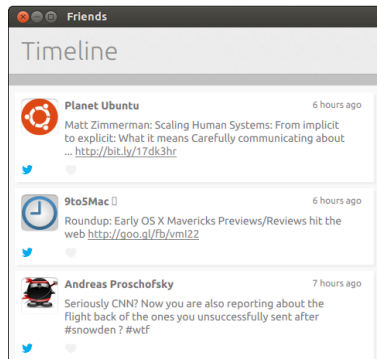 Friends
Timeline
Planet Ubuntu 6 hours ago
Matt Zimmerman: Scaling Human Systems: From implicit
to explicit: What it means Carefully communicating about
... http://bit.ly/17dk3hr
9to5Mac 6 hours ago
Roundup: Early OS X Mavericks Previews/Reviews hit the
web http://goo.gl/fb/vmI22
Andreas Proschofsky 7 hours ago
Seriously CNN? Now you are also reporting about the
flight back of the ones you unsuccessfully sent after
#snowden ? #wtf